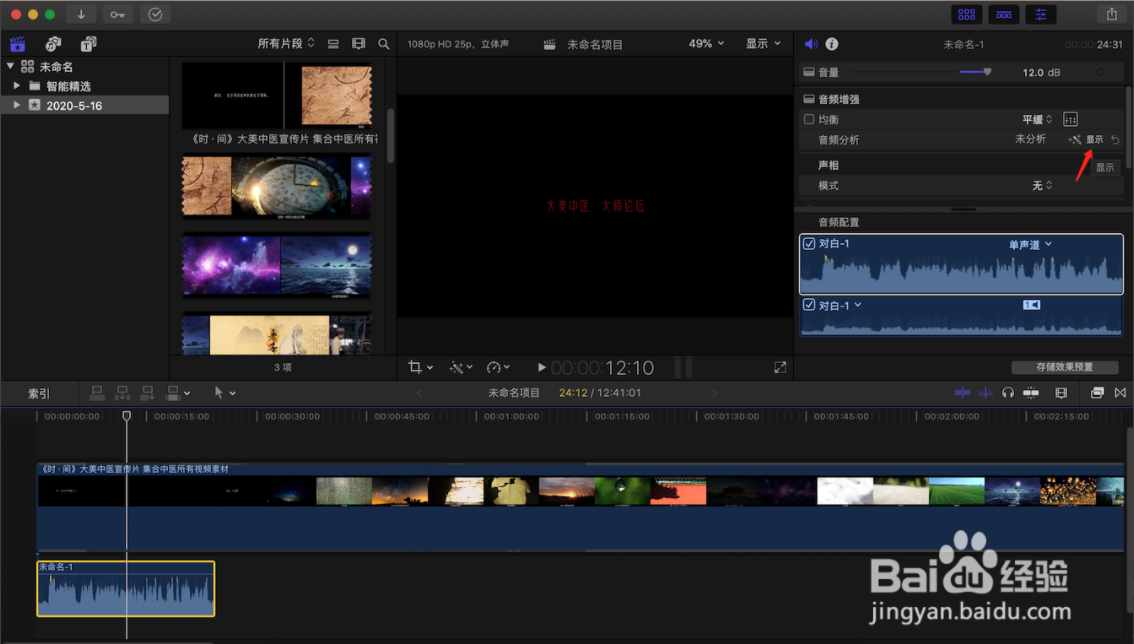 所有片段
1080p HD 25p，立体声
未命名项目
49%
显示
未命名-1
00:00:24:31
未命名
智能精选
2020-5-16
《时·间》大美中医宣传片 集合中医所有视
3 项
大美中医 大师论坛
00:00:12:10
音量
12.0 dB
音频增强
均衡
平缓
音频分析
未分析
显示
显示
声相
模式
无
音频配置
对白-1
单声道
对白-1
1
存储效果预置
索引
未命名项目
24:12 / 12:41:01
00:00:00:00
00:00:15:00
00:00:30:00
00:00:45:00
00:01:00:00
00:01:15:00
00:01:30:00
00:01:45:00
00:02:00:00
00:02:15:00
《时·间》大美中医宣传片 集合中医所有视频素材
未命名-1
Baidu 经验
jingyan.baidu.com